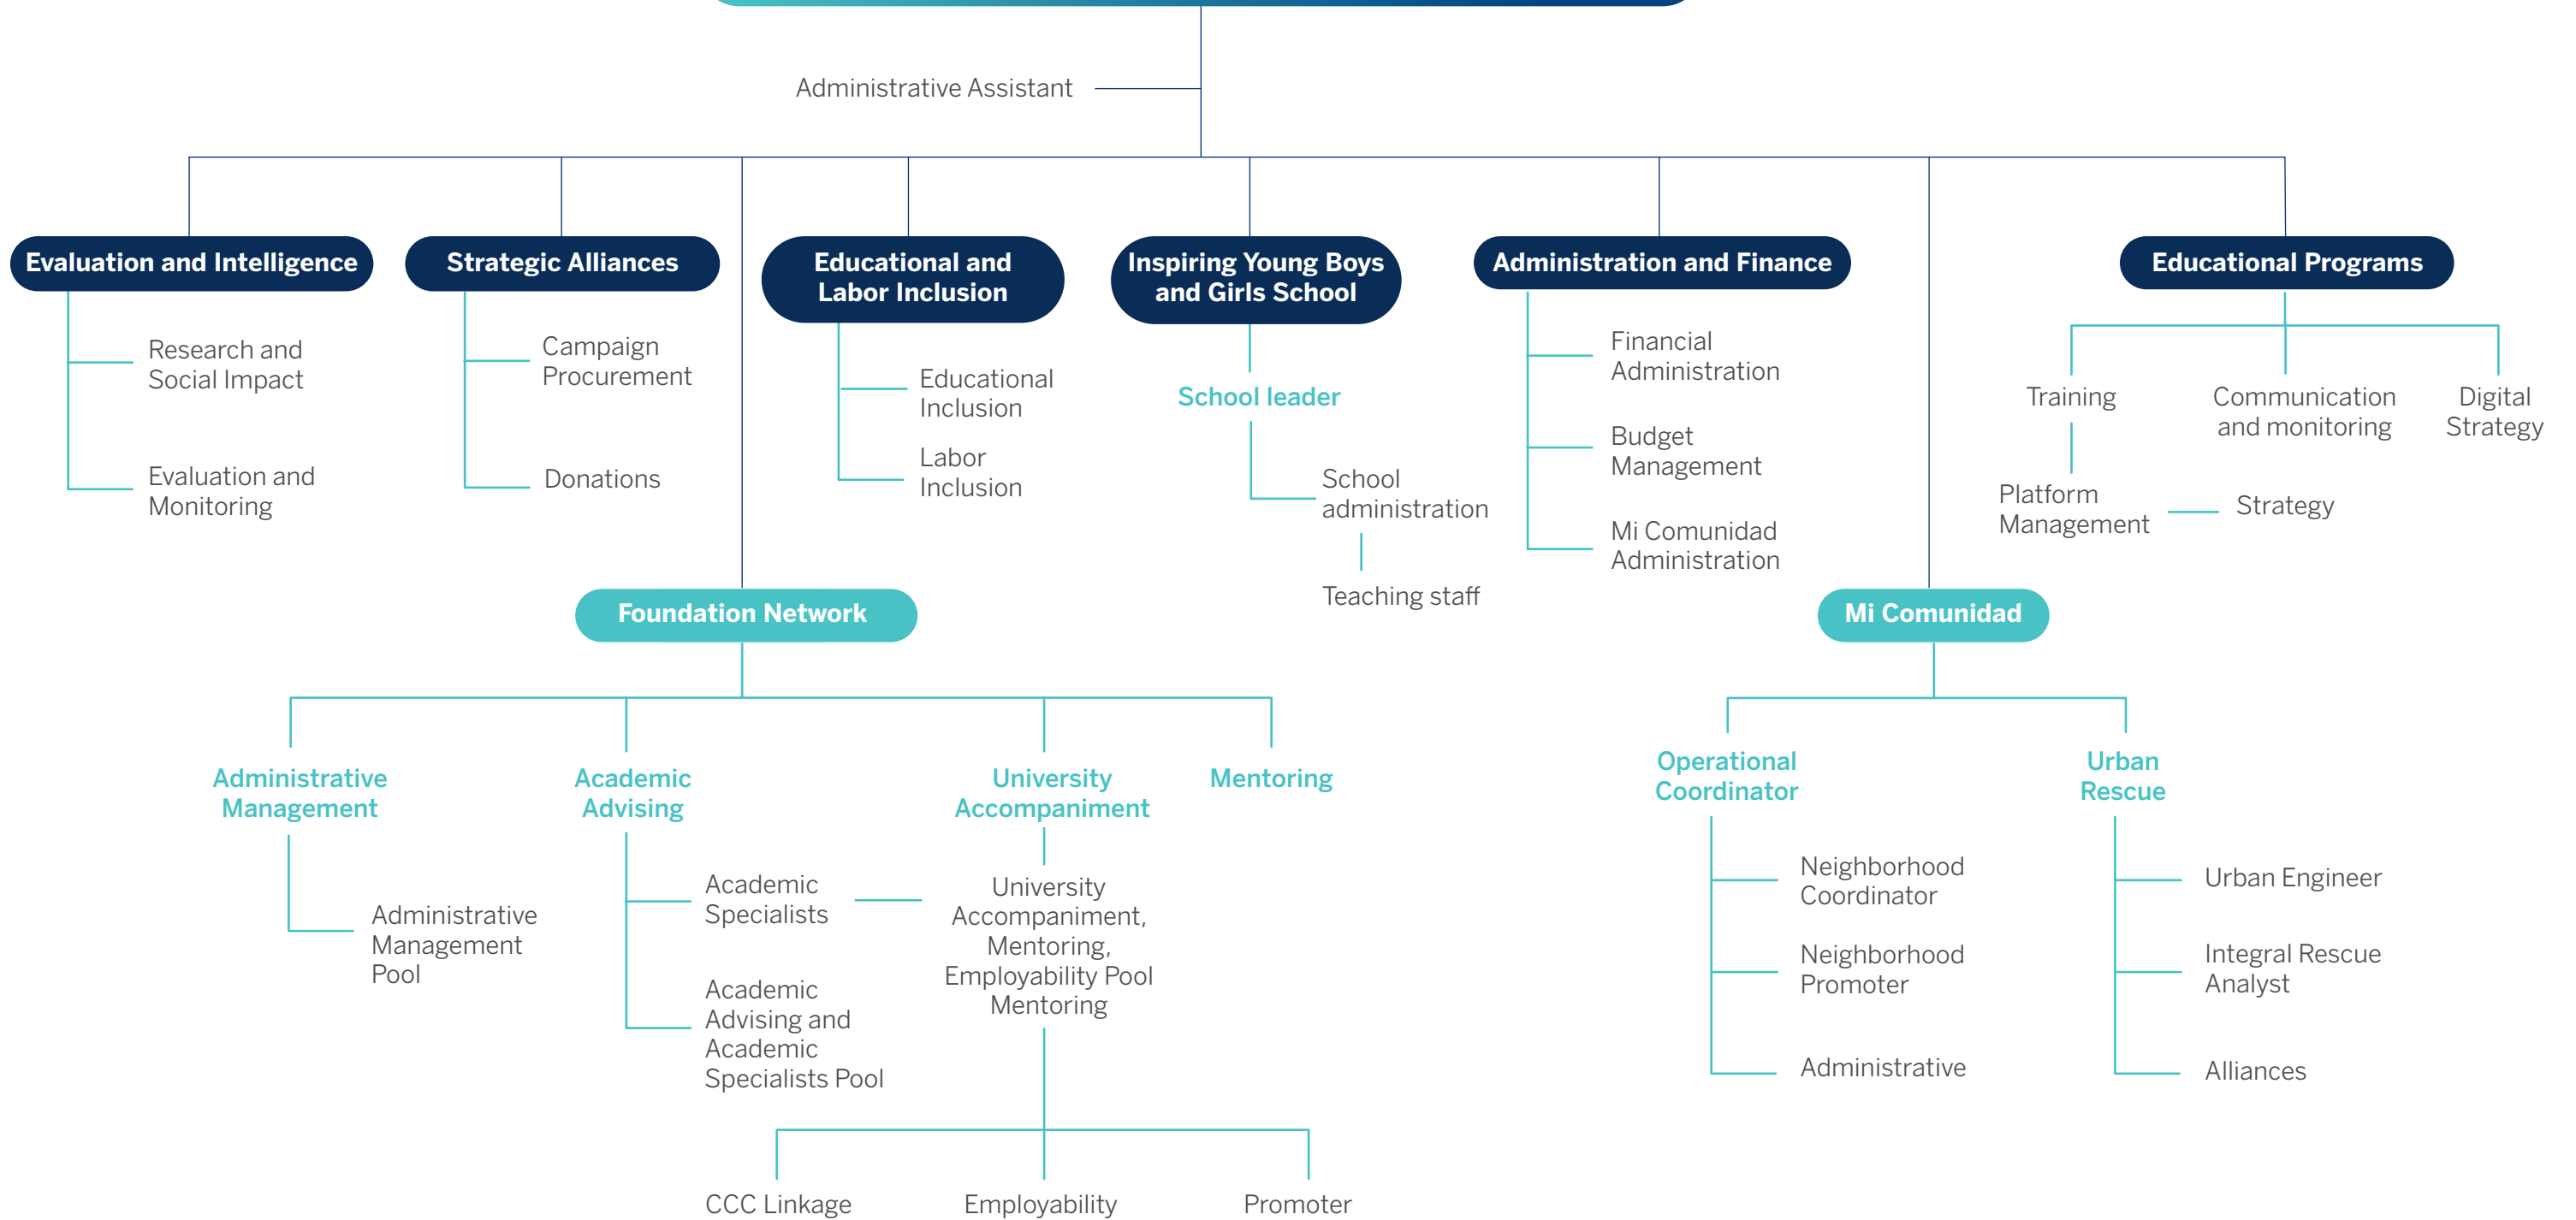 Administrative Assistant
Evaluation and Intelligence
Research and
Social Impact
Evaluation and
Monitoring
Strategic Alliances
Campaign
Procurement
Donations
Educational and
Labor Inclusion
Educational
Inclusion
Labor
Inclusion
Inspiring Young Boys
and Girls School
School leader
School
administration
Teaching staff
Administration and Finance
Financial
Administration
Budget
Management
Mi Comunidad
Administration
Educational Programs
Training
Communication
and monitoring
Digital
Strategy
Platform
Management
Strategy
Foundation Network
Administrative
Management
Administrative
Management
Pool
Academic
Advising
Academic
Specialists
Academic
Advising and
Academic
Specialists Pool
University
Accompaniment
University
Accompaniment,
Mentoring,
Employability Pool
Mentoring
Mentoring
CCC Linkage
Employability
Promoter
Mi Comunidad
Operational
Coordinator
Neighborhood
Coordinator
Neighborhood
Promoter
Administrative
Urban
Rescue
Urban Engineer
Integral Rescue
Analyst
Alliances